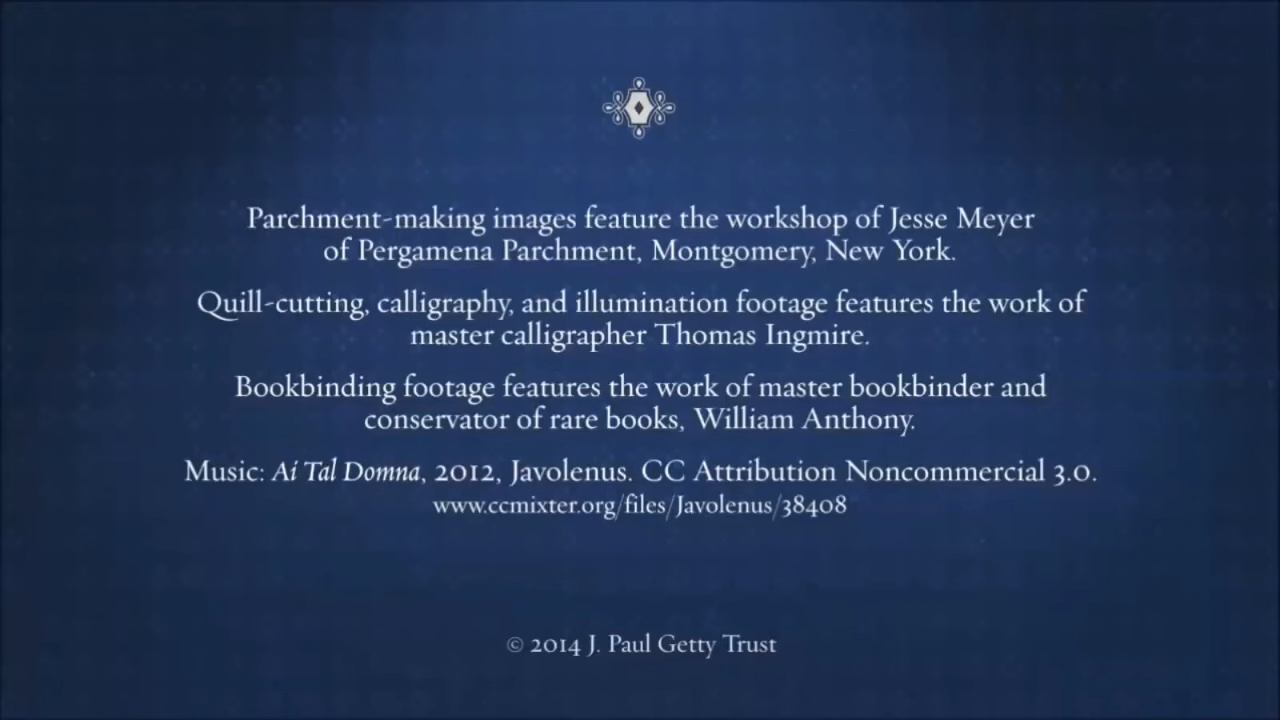 Parchment-making images feature the workshop of Jesse Meyer
of Pergamena Parchment, Montgomery, New York.
Quill-cutting, calligraphy, and illumination footage features the work of
master calligrapher Thomas Ingmire.
Bookbinding footage features the work of master bookbinder and
conservator of rare books, William Anthony.
Music: Aí Tal Domna, 2012, Javolenus. CC Attribution Noncommercial 3.0.
www.ccmixter.org/files/Javolenus/38408
© 2014 J. Paul Getty Trust